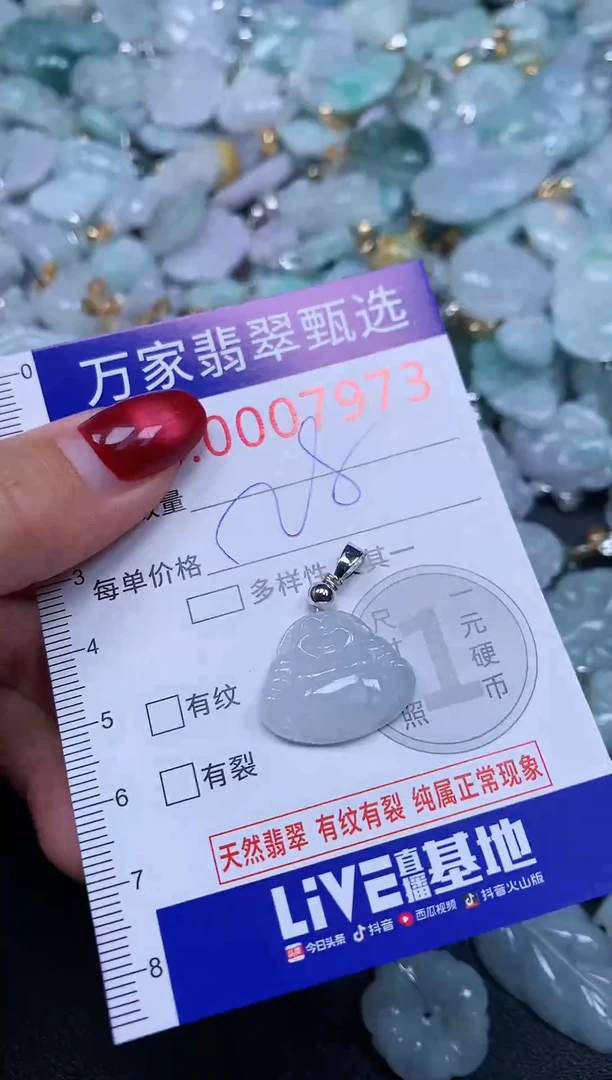 0
万家翡翠甄选
.0007973
数量
每单价格
3
多样性 其一
尺寸 照
1
一元硬币
4
有纹
5
有裂
6
天然翡翠 有纹有裂 纯属正常现象
7
LiVE直播基地
头条 今日头条 抖音 西瓜视频 抖音火山版
8